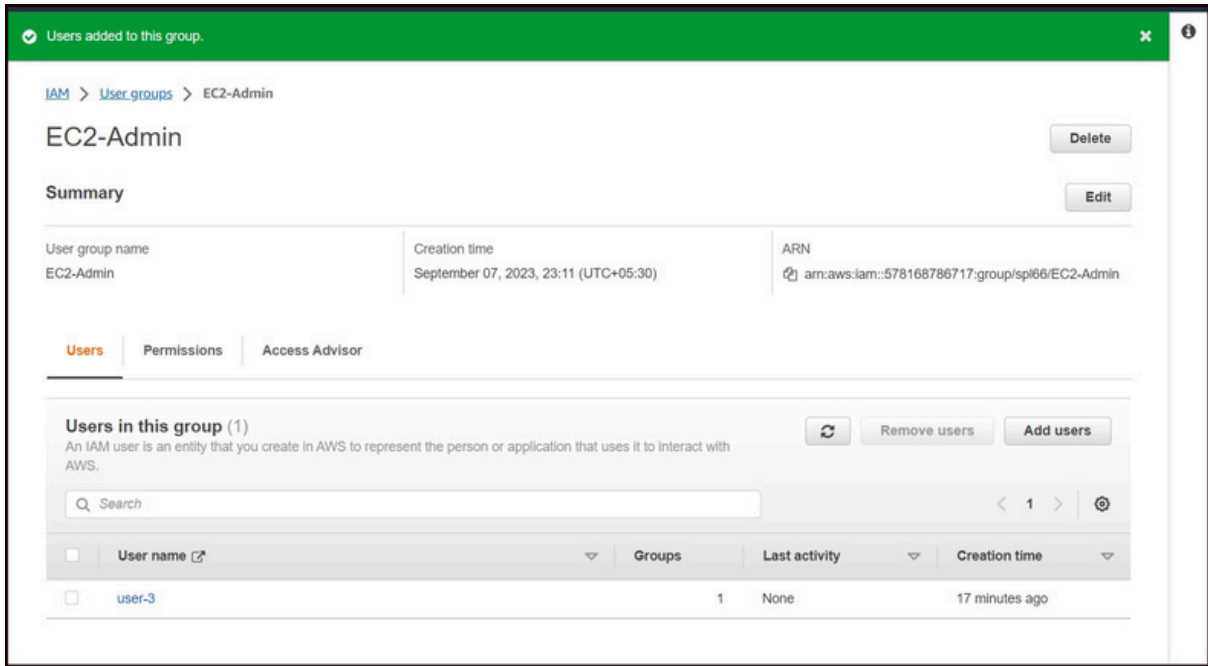 Users added to this group.
IAM > User groups > EC2-Admin
EC2-Admin
Delete
Summary
Edit
User group name
EC2-Admin
Creation time
September 07, 2023, 23:11 (UTC+05:30)
ARN
arn:aws:iam::578168786717:group/spl66/EC2-Admin
Users
Permissions
Access Advisor
Users in this group (1)
An IAM user is an entity that you create in AWS to represent the person or application that uses it to interact with
AWS.
Remove users
Add users
Search
1
User name
Groups
Last activity
Creation time
user-3
1
None
17 minutes ago